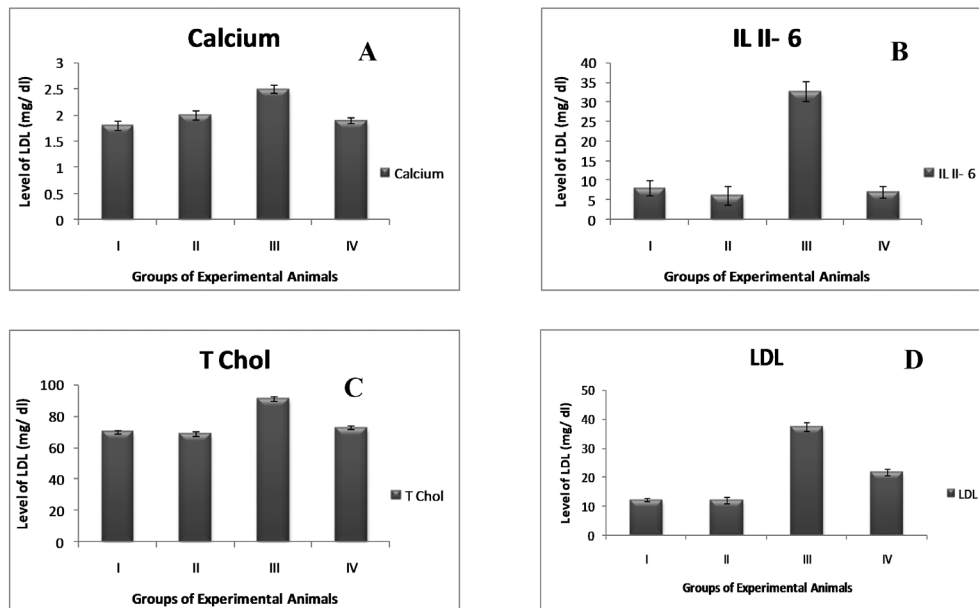 Calcium
A
Level of LDL (mg/ dl)
3
2.5
2
1.5
1
0.5
0
I II III IV
Groups of Experimental Animals
Calcium
IL II- 6
B
Level of LDL (mg/ dl)
40
35
30
25
20
15
10
5
0
I II III IV
Groups of Experimental Animals
IL II- 6
T Chol
C
Level of LDL (mg/ dl)
100
80
60
40
20
0
I II III IV
Groups of Experimental Animals
T Chol
LDL
D
Level of LDL (mg/ dl)
50
40
30
20
10
0
I II III IV
Groups of Experimental Animals
LDL